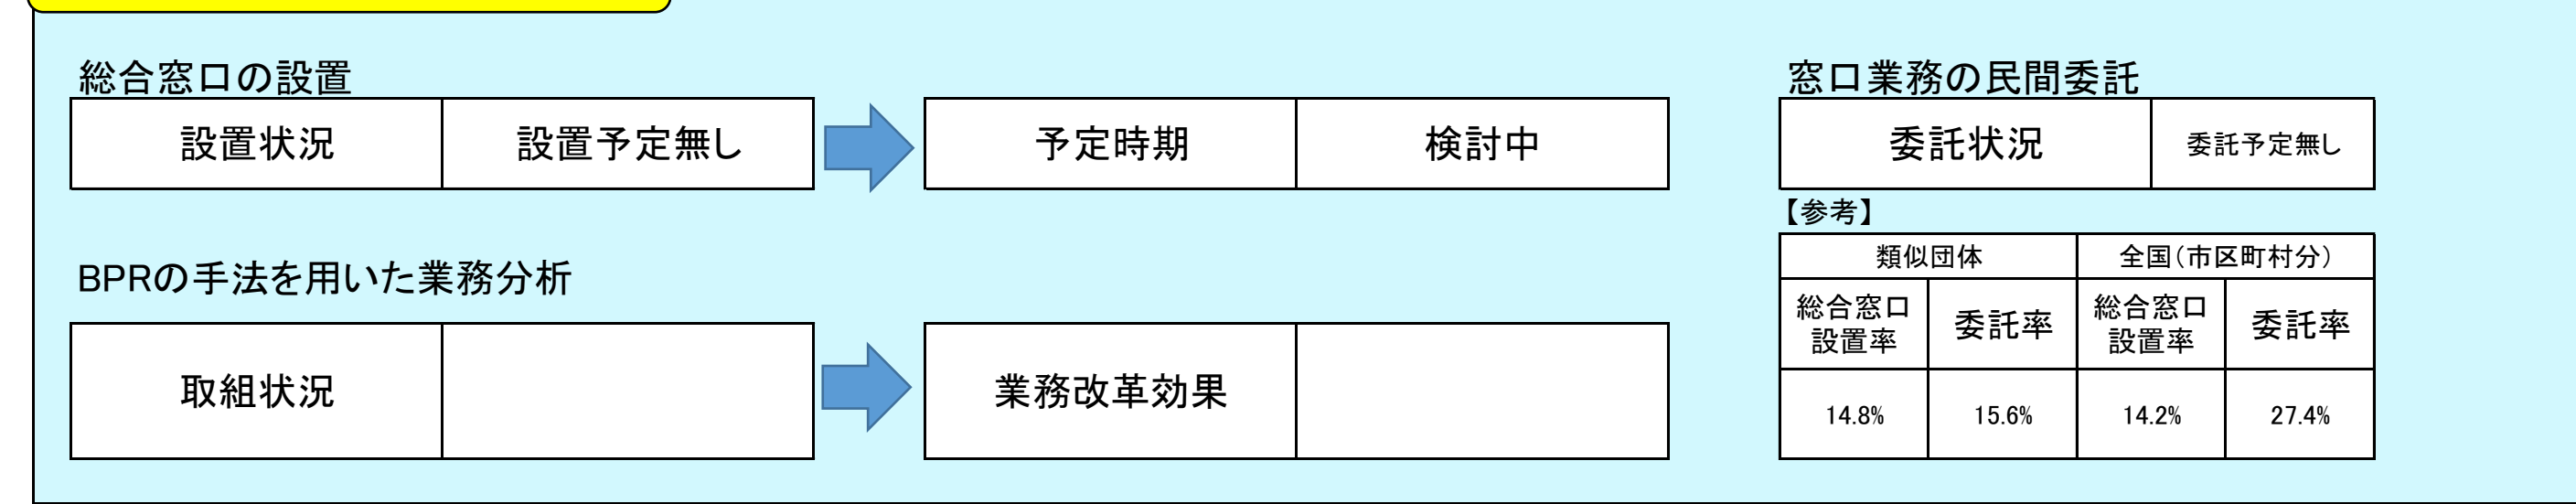 総合窓口の設置
設置状況 設置予定無し 予定時期 検討中
BPRの手法を用いた業務分析
取組状況 業務改革効果
窓口業務の民間委託
委託状況 委託予定無し
【参考】
類似団体 全国(市区町村分)
総合窓口
設置率 委託率 総合窓口
設置率 委託率
14.8% 15.6% 14.2% 27.4%